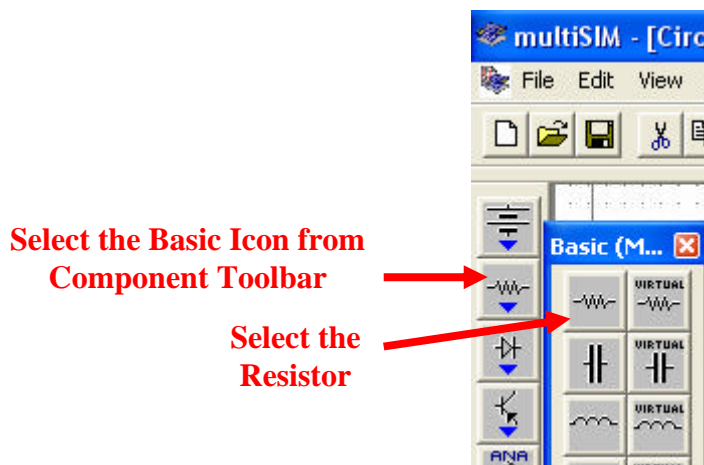 multiSIM - [Circ
File Edit View
Select the Basic Icon from
Component Toolbar
Basic (M...
VIRTUAL
Select the
Resistor
VIRTUAL
VIRTUAL
ANA